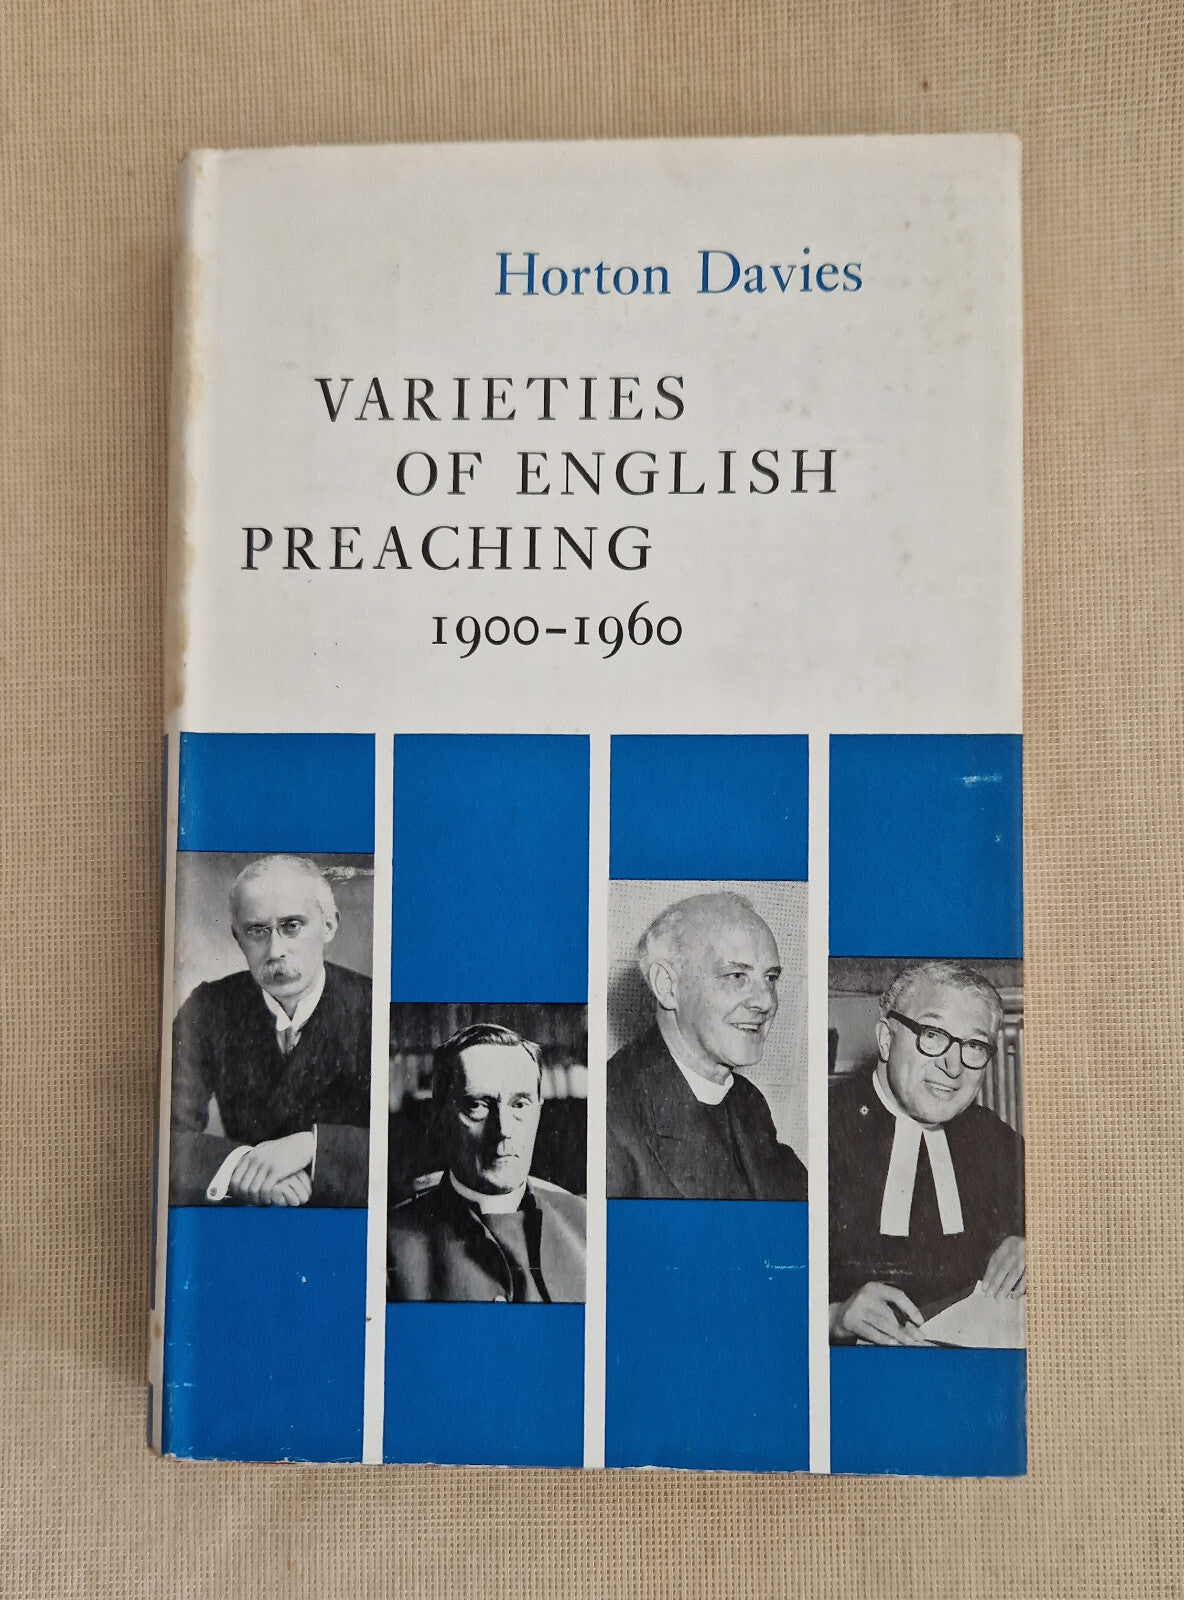 Horton Davies
VARIETIES
OF ENGLISH
PREACHING
1900-1960